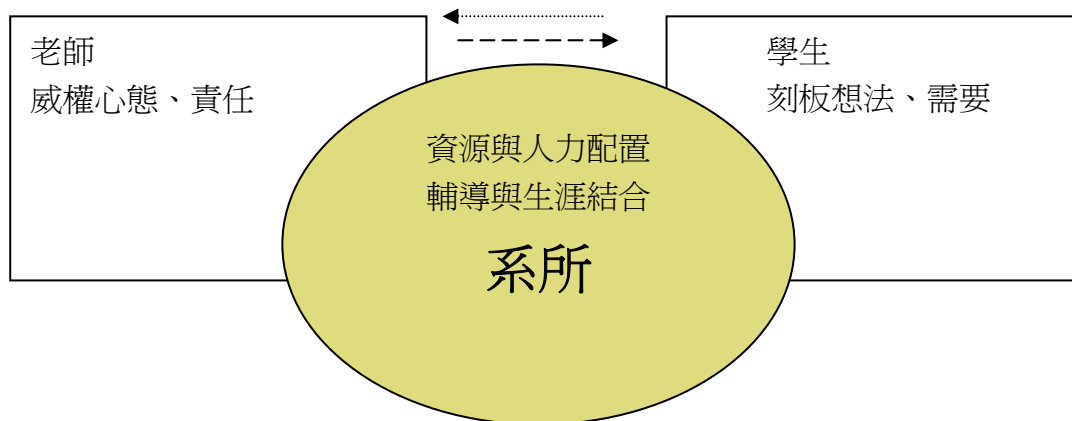 老師
威權心態、責任
學生
刻板想法、需要
資源與人力配置
輔導與生涯結合
系所